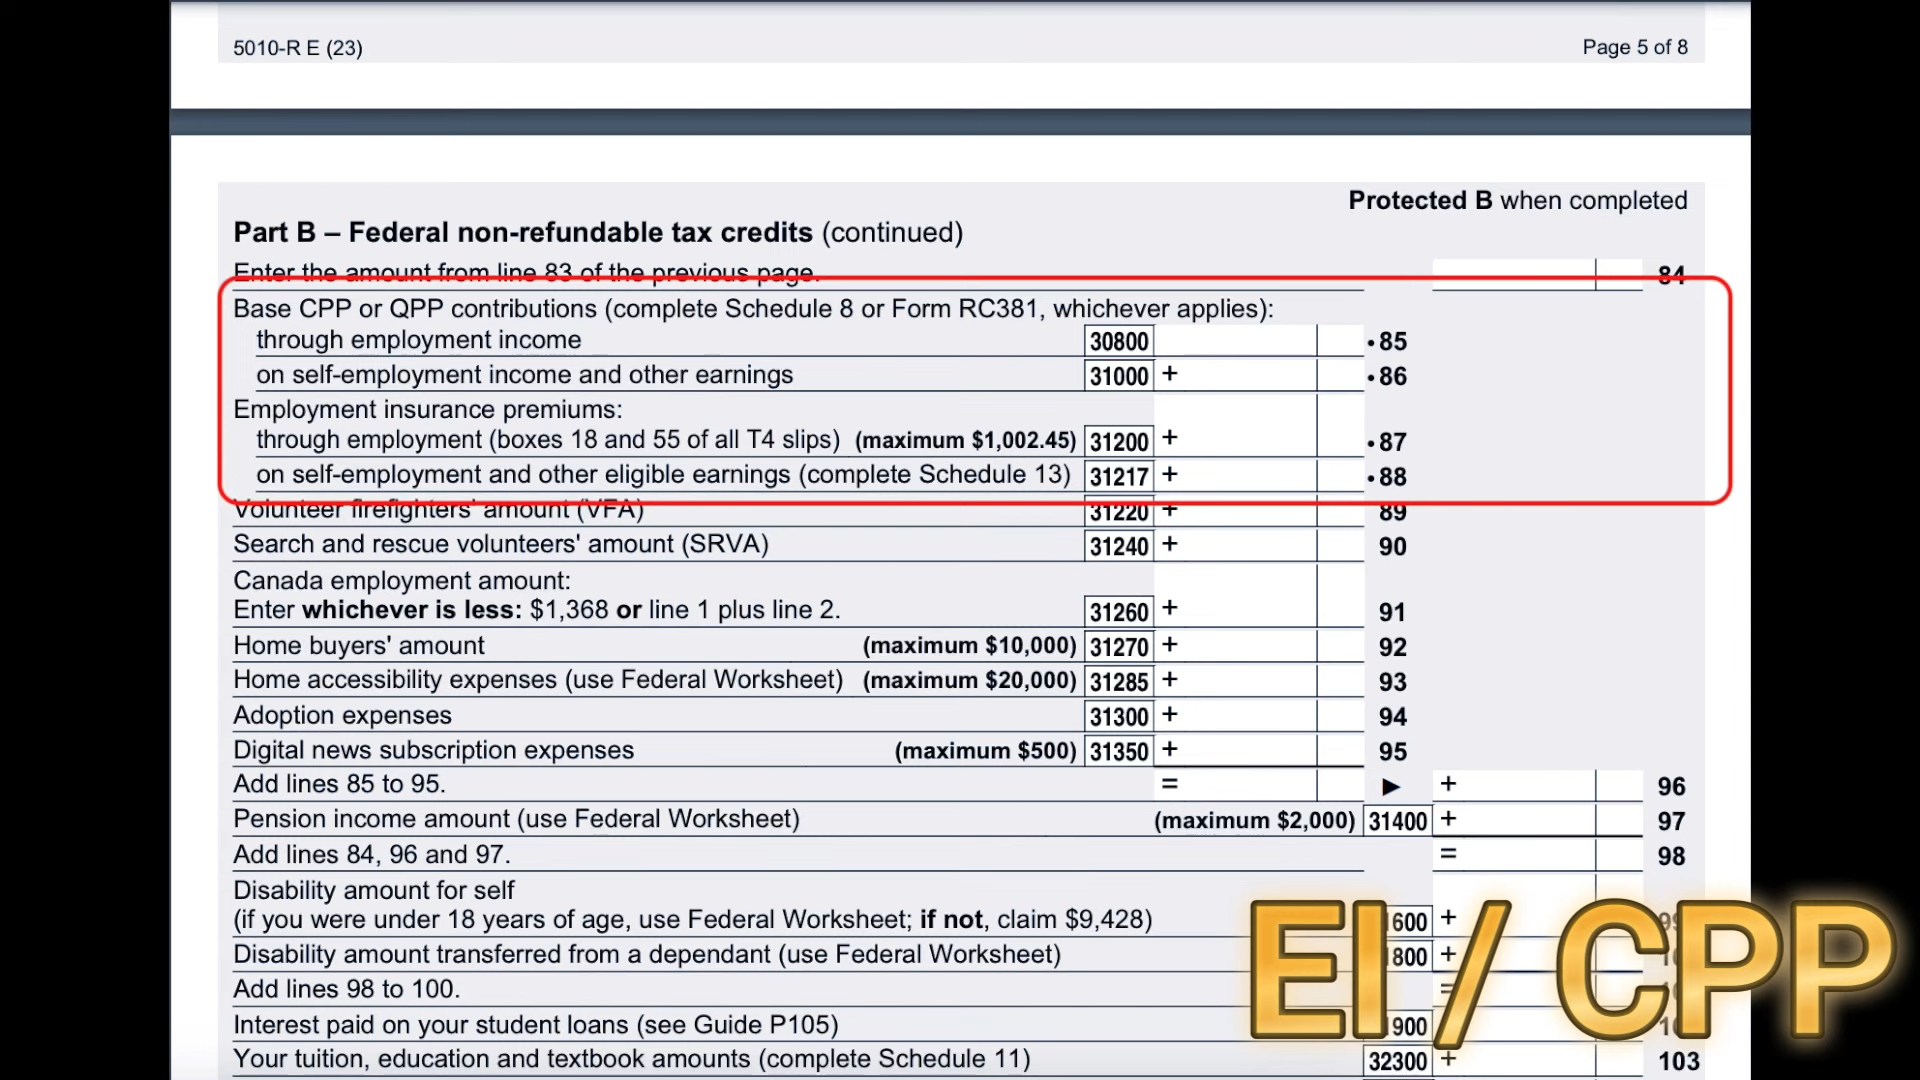 5010-R E (23) Page 5 of 8
Protected B when completed
Part B – Federal non-refundable tax credits (continued)
Enter the amount from line 83 of the previous page. 84
Base CPP or QPP contributions (complete Schedule 8 or Form RC381, whichever applies):
through employment income 30800 •85
on self-employment income and other earnings 31000 + •86
Employment insurance premiums:
through employment (boxes 18 and 55 of all T4 slips) (maximum $1,002.45) 31200 + •87
on self-employment and other eligible earnings (complete Schedule 13) 31217 + •88
Volunteer firefighters' amount (VFA) 31220 + 89
Search and rescue volunteers' amount (SRVA) 31240 + 90
Canada employment amount:
Enter whichever is less: $1,368 or line 1 plus line 2. 31260 + 91
Home buyers' amount (maximum $10,000) 31270 + 92
Home accessibility expenses (use Federal Worksheet) (maximum $20,000) 31285 + 93
Adoption expenses 31300 + 94
Digital news subscription expenses (maximum $500) 31350 + 95
Add lines 85 to 95. = ► + 96
Pension income amount (use Federal Worksheet) (maximum $2,000) 31400 + 97
Add lines 84, 96 and 97. = 98
Disability amount for self
(if you were under 18 years of age, use Federal Worksheet; if not, claim $9,428) 1600 +
Disability amount transferred from a dependant (use Federal Worksheet) 800 +
Add lines 98 to 100. =
Interest paid on your student loans (see Guide P105) 900
Your tuition, education and textbook amounts (complete Schedule 11) 32300 + 103
EI / CPP